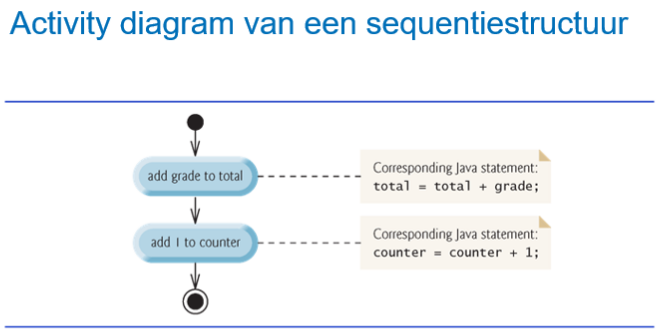 Activity diagram van een sequentiestructuur
add grade to total
Corresponding Java statement:
total = total + grade;
add 1 to counter
Corresponding Java statement:
counter = counter + 1;